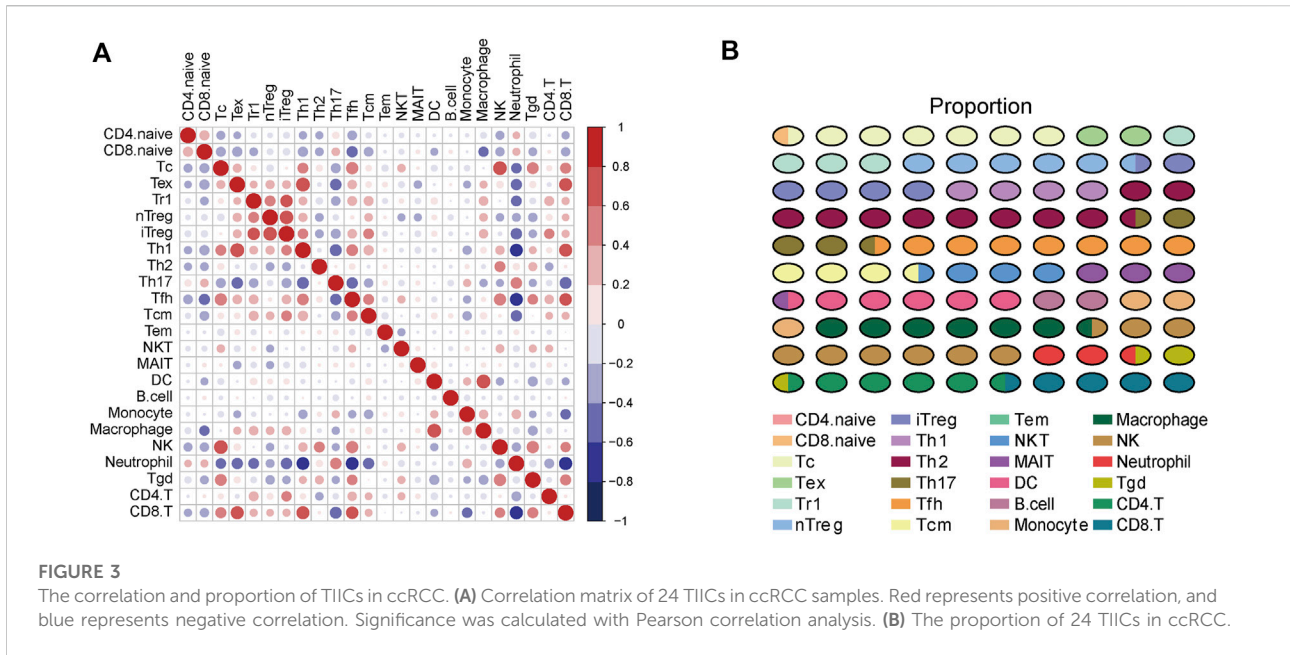 A
B
CD4.naive
CD8.naive
Tc
Tex
Tr1
nTreg
iTreg
Th1
Th2
Th17
Tfh
Tcm
Tem
NKT
MAIT
DC
B.cell
Monocyte
Macrophage
NK
Neutrophil
Tgd
CD4.T
CD8.T
CD4.naive
CD8.naive
Tc
Tex
Tr1
nTreg
iTreg
Th1
Th2
Th17
Tfh
Tcm
Tem
NKT
MAIT
DC
B.cell
Monocyte
Macrophage
NK
Neutrophil
Tgd
CD4.T
CD8.T
1
0.8
0.6
0.4
0.2
0
−0.2
−0.4
−0.6
−0.8
−1
Proportion
CD4.naive iTreg Tem Macrophage
CD8.naive Th1 NKT NK
Tc Th2 MAIT Neutrophil
Tex Th17 DC Tgd
Tr1 Tfh B.cell CD4.T
nTreg Tcm Monocyte CD8.T
FIGURE 3
The correlation and proportion of TIICs in ccRCC. (A) Correlation matrix of 24 TIICs in ccRCC samples. Red represents positive correlation, and
blue represents negative correlation. Significance was calculated with Pearson correlation analysis. (B) The proportion of 24 TIICs in ccRCC.